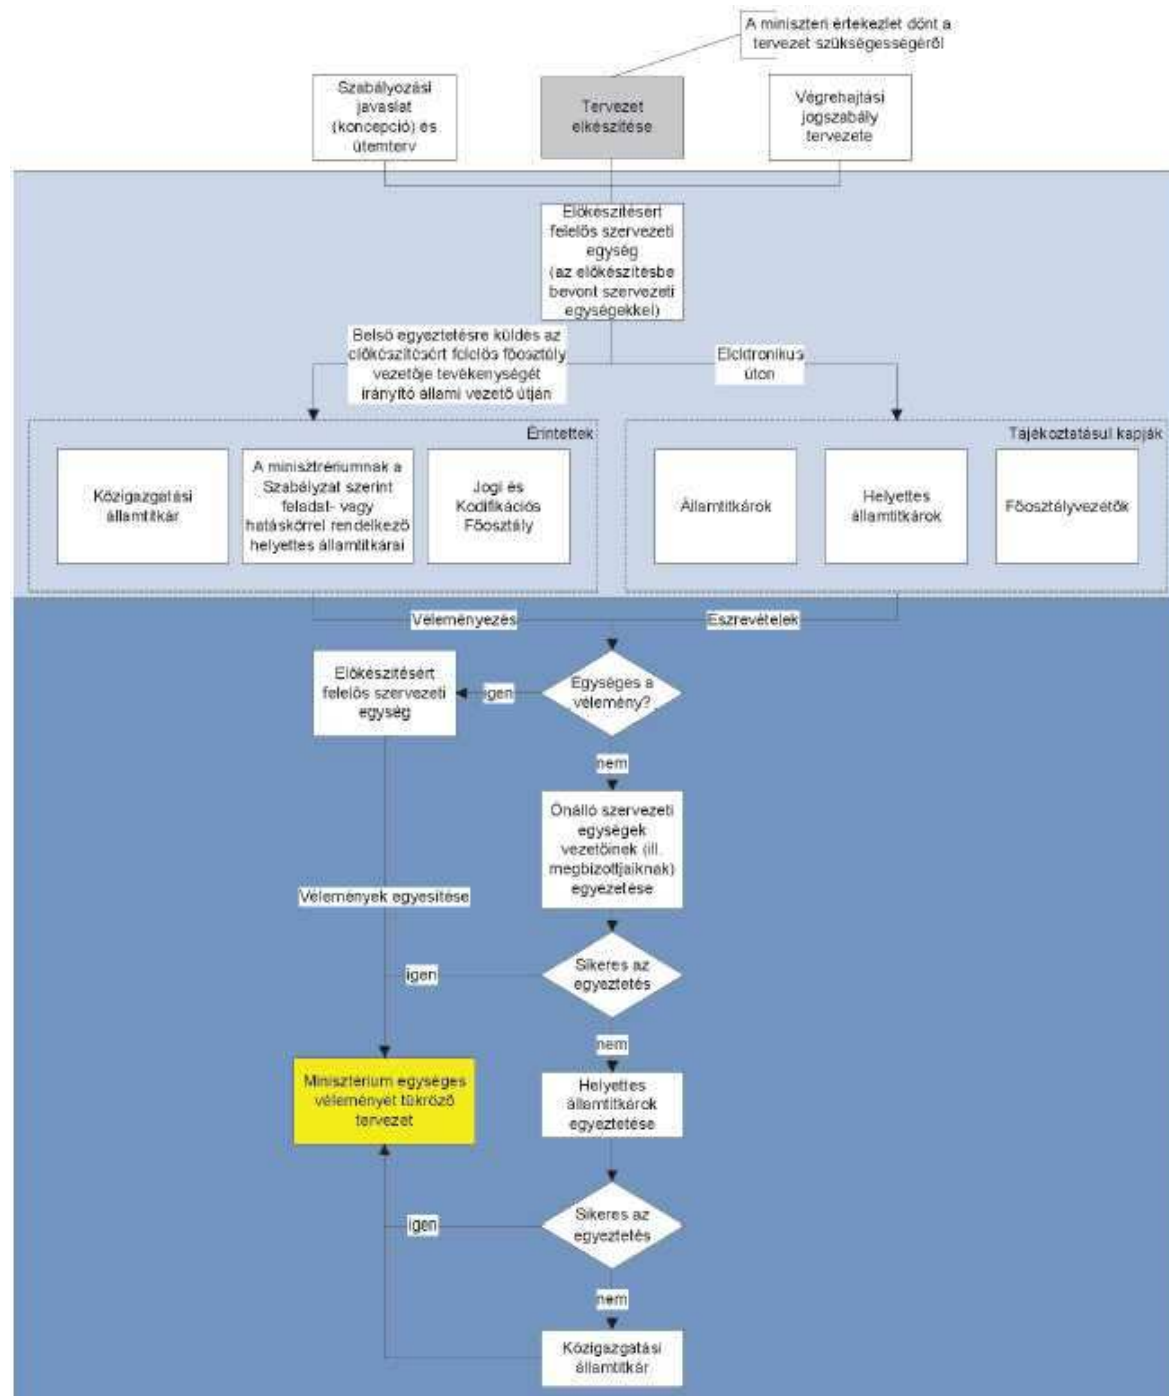 A miniszteri értekezlet dönt a
tervezet szükségességéről
Szabályozási
javaslat
(koncepció) és
ütemterv
Tervezet
elkészítése
Végrehajtási
jogszabály
tervezete
Előkészítésért
felelős szervezeti
egység
(az előkészítésbe
bevont szervezeti
egységekkel)
Belső egyeztetésre küldés az
előkészítésért felelős főosztály
vezetője tevékenységét
irányító állami vezető útján
Elektronikus
úton
Érintettek
Közigazgatási
államtitkár
A minisztrériumnak a
Szabályzat szerint
feladat- vagy
hatáskörrel rendelkező
helyettes államtitkárai
Jogi és
Kodifikációs
Főosztály
Tájékoztatásul kapják
Államtitkárok
Helyettes
államtitkárok
Főosztályvezetők
Véleményezés
Észrevételek
Előkészítésért
felelős szervezeti
egység
igen
Egységes a
vélemény?
nem
Önálló szervezeti
egységek
vezetőinek (ill.
megbízottjaiknak)
egyezetése
Vélemények egyesítése
igen
Sikeres az
egyeztetés
nem
Minisztérium egységes
véleményét tükröző
tervezet
Helyettes
államtitkárok
egyeztetése
igen
Sikeres az
egyeztetés
nem
Közigazgatási
államtitkár